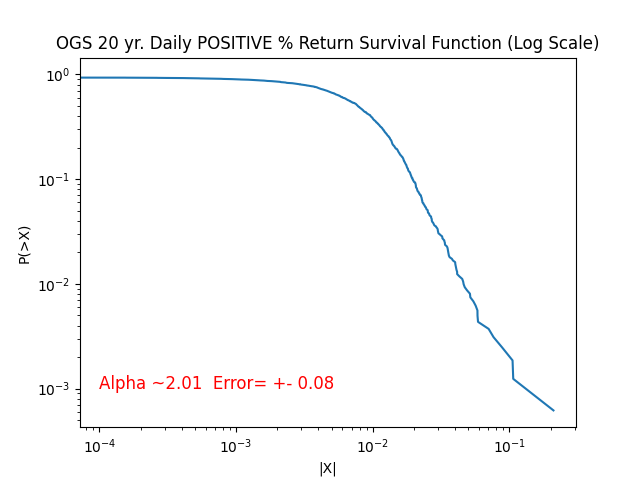 OGS 20 yr. Daily POSITIVE % Return Survival Function (Log Scale)
10^0
10^-1
10^-2
10^-3
P(>X)
Alpha ~2.01  Error= +- 0.08
10^-4 10^-3 10^-2 10^-1
|X|